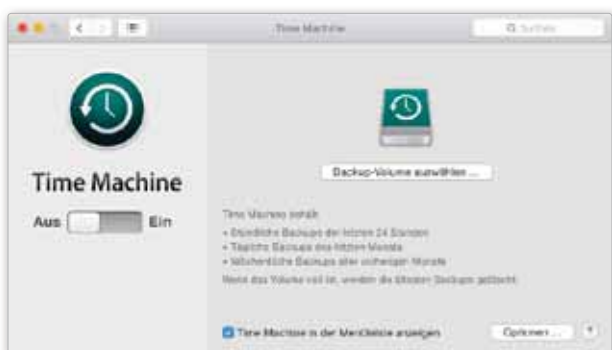 Time Machine
Suchen
Time Machine
Aus Ein
Backup-Volume auswählen ...
Time Machine behält:
• Stündliche Backups der letzten 24 Stunden
• Tägliche Backups des letzten Monats
• Wöchentliche Backups aller vorherigen Monate
Wenn das Volume voll ist, werden die ältesten Backups gelöscht.
Time Machine in der Menüleiste anzeigen
Optionen ...
?